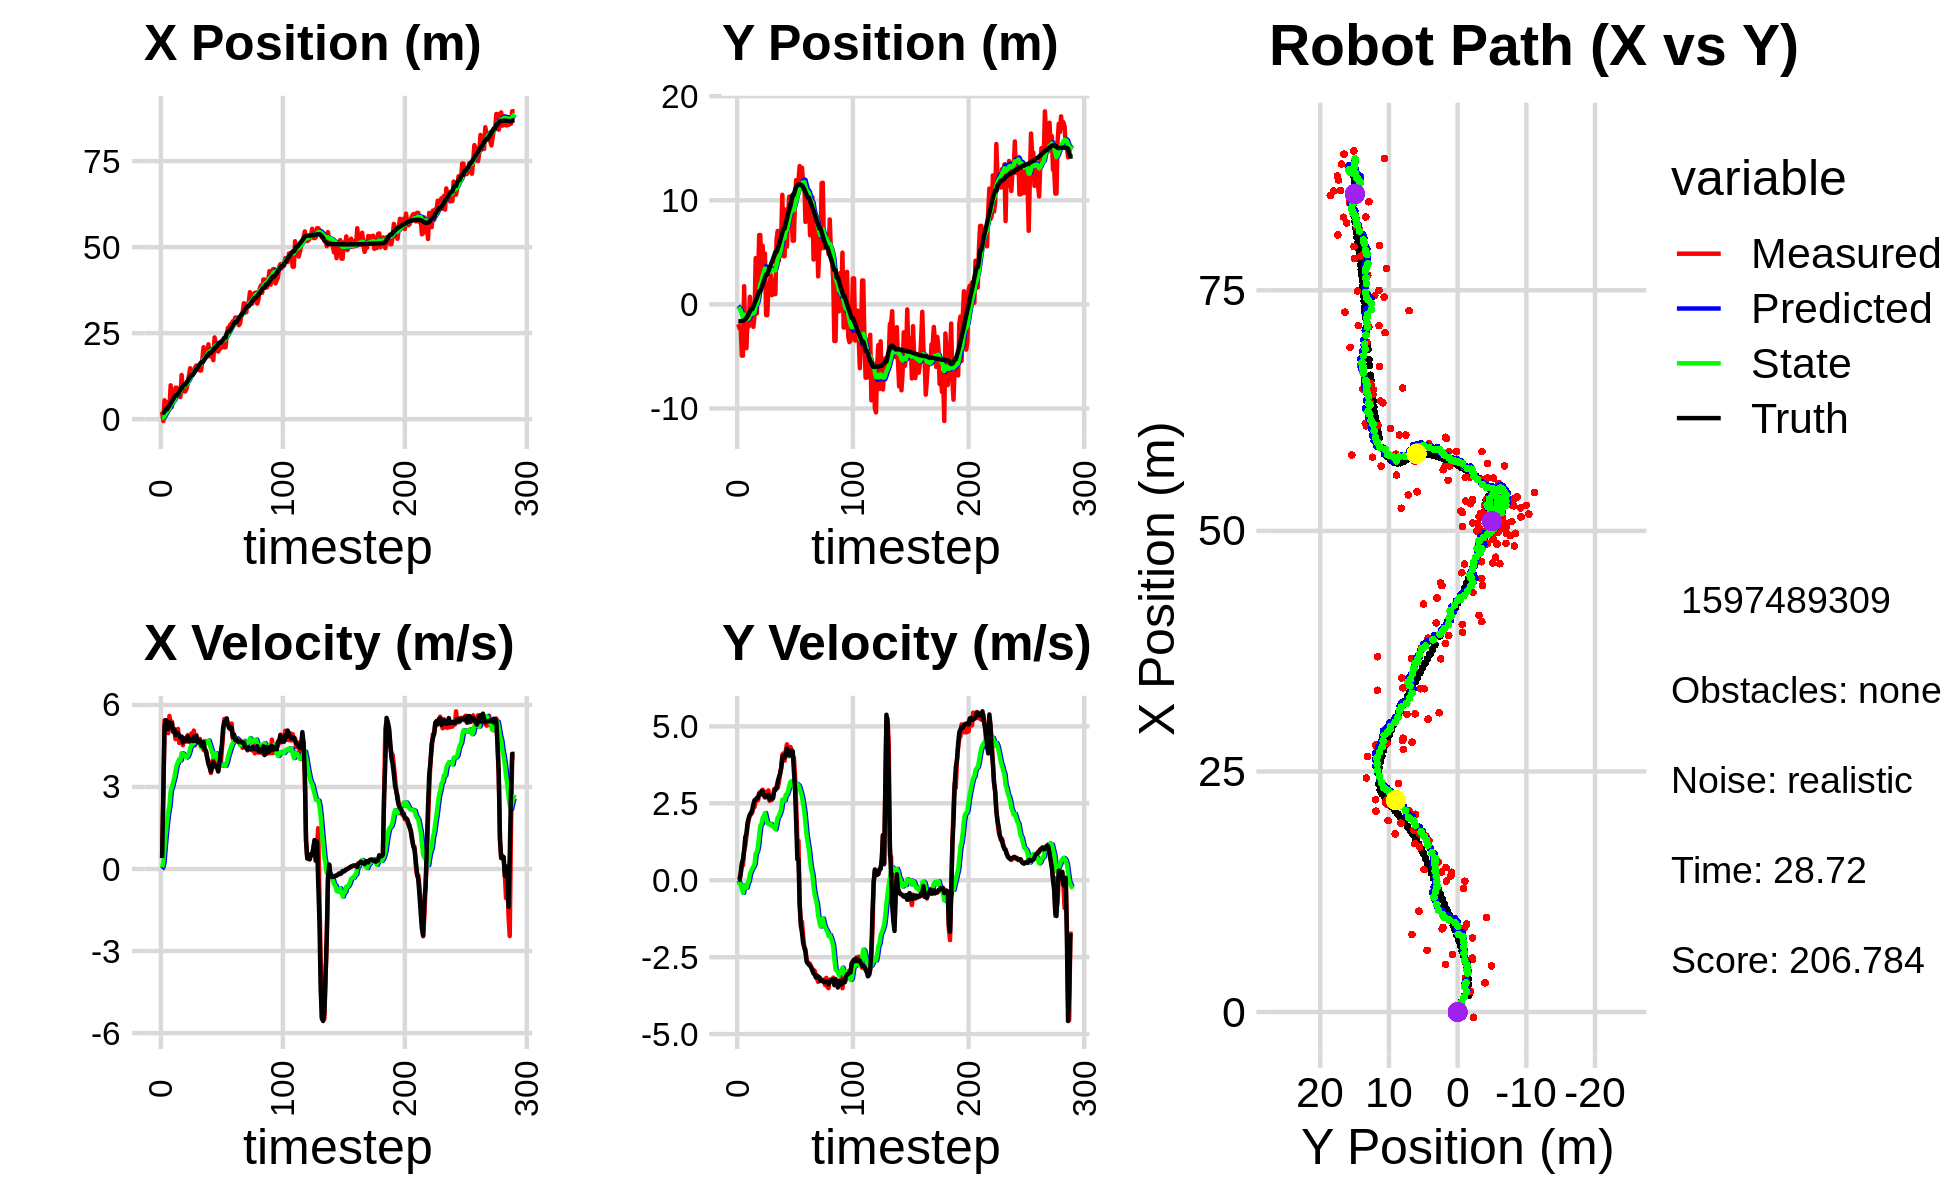 X Position (m)
75
50
25
0
0
100
200
300
timestep
Y Position (m)
20
10
0
-10
0
100
200
300
timestep
X Velocity (m/s)
6
3
0
-3
-6
0
100
200
300
timestep
Y Velocity (m/s)
5.0
2.5
0.0
-2.5
-5.0
0
100
200
300
timestep
Robot Path (X vs Y)
X Position (m)
75
50
25
0
20 10 0 -10 -20
Y Position (m)
variable
Measured
Predicted
State
Truth
1597489309
Obstacles: none
Noise: realistic
Time: 28.72
Score: 206.784